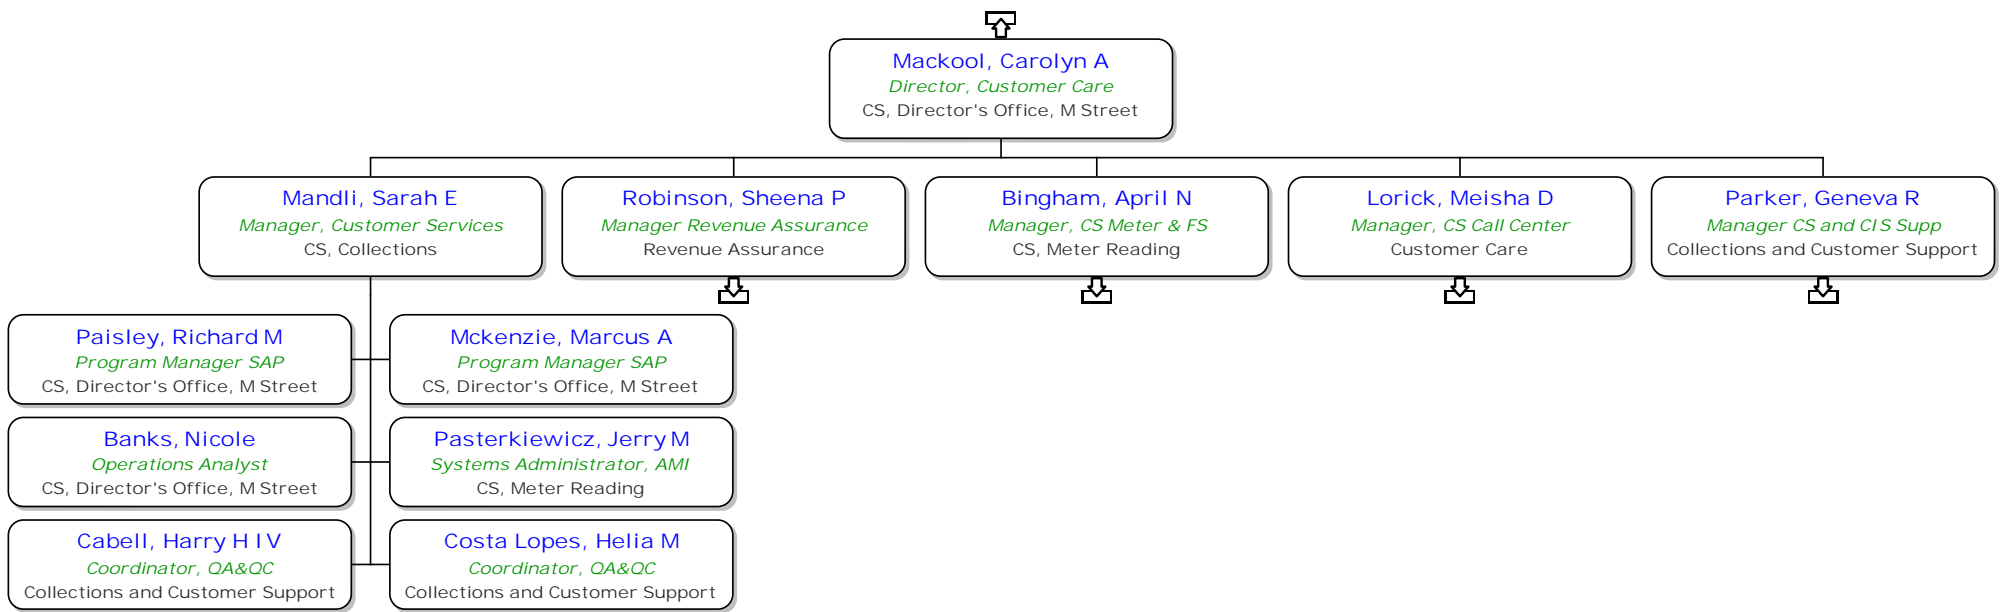 Mackool, Carolyn A
Director, Customer Care
CS, Director's Office, M Street
Mandli, Sarah E
Manager, Customer Services
CS, Collections
Robinson, Sheena P
Manager Revenue Assurance
Revenue Assurance
Bingham, April N
Manager, CS Meter & FS
CS, Meter Reading
Lorick, Meisha D
Manager, CS Call Center
Customer Care
Parker, Geneva R
Manager CS and CIS Supp
Collections and Customer Support
Paisley, Richard M
Program Manager SAP
CS, Director's Office, M Street
Mckenzie, Marcus A
Program Manager SAP
CS, Director's Office, M Street
Banks, Nicole
Operations Analyst
CS, Director's Office, M Street
Pasterkiewicz, Jerry M
Systems Administrator, AMI
CS, Meter Reading
Cabell, Harry H IV
Coordinator, QA&QC
Collections and Customer Support
Costa Lopes, Helia M
Coordinator, QA&QC
Collections and Customer Support